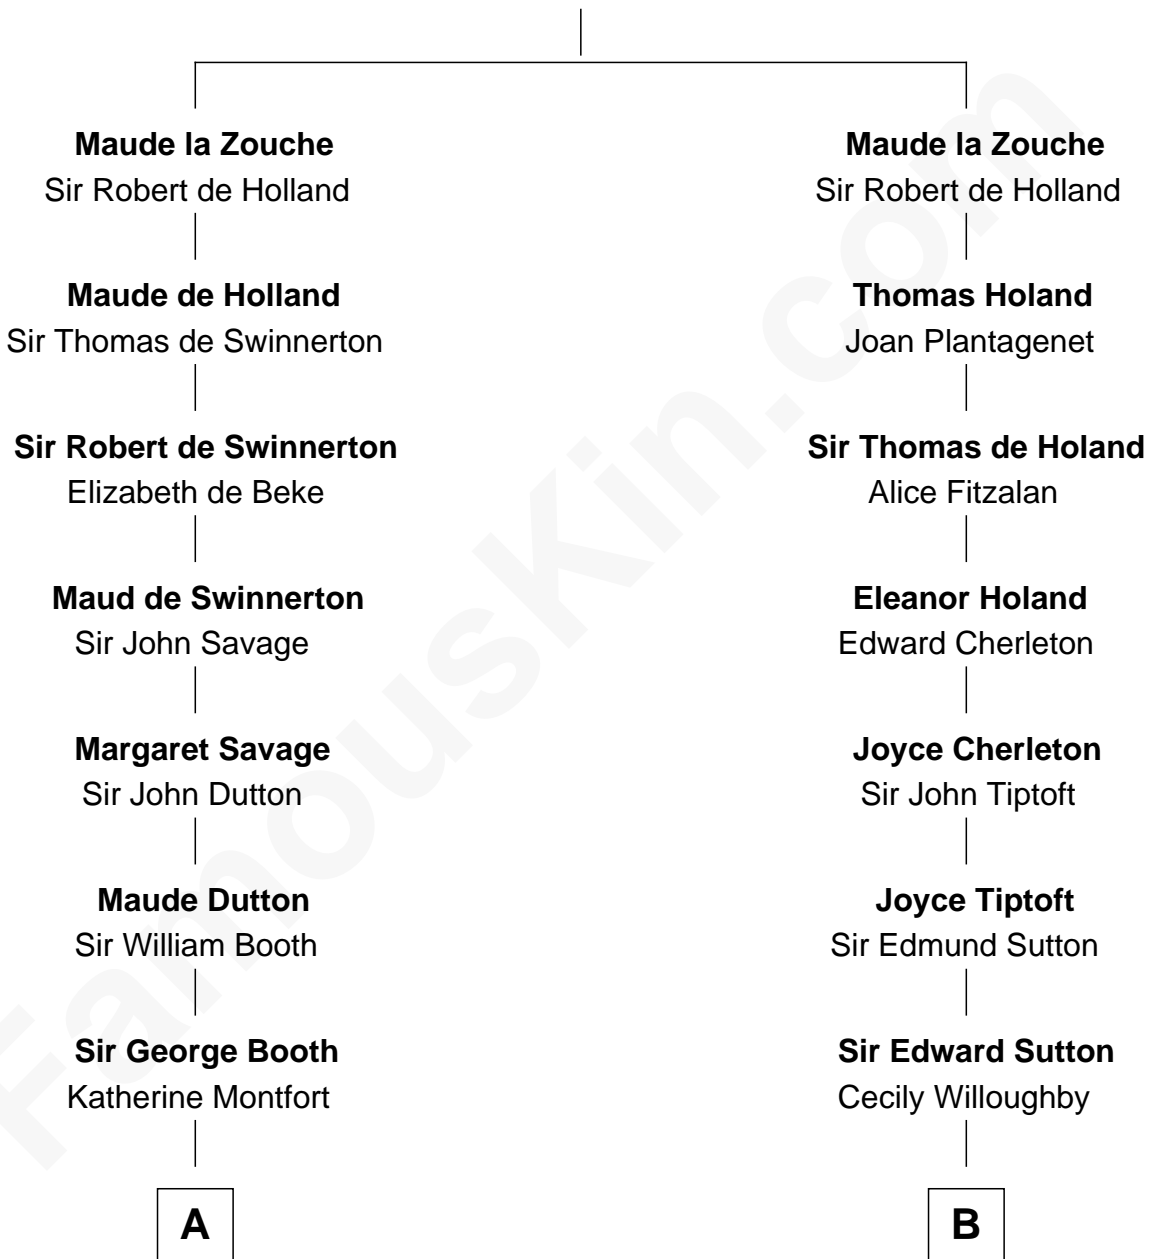 Maude la Zouche
Sir Robert de Holland
Maude de Holland
Sir Thomas de Swinnerton
Sir Robert de Swinnerton
Elizabeth de Beke
Maud de Swinnerton
Sir John Savage
Margaret Savage
Sir John Dutton
Maude Dutton
Sir William Booth
Sir George Booth
Katherine Montfort
A
Maude la Zouche
Sir Robert de Holland
Thomas Holand
Joan Plantagenet
Sir Thomas de Holand
Alice Fitzalan
Eleanor Holand
Edward Cherleton
Joyce Cherleton
Sir John Tiptoft
Joyce Tiptoft
Sir Edmund Sutton
Sir Edward Sutton
Cecily Willoughby
B
FamousKin.com